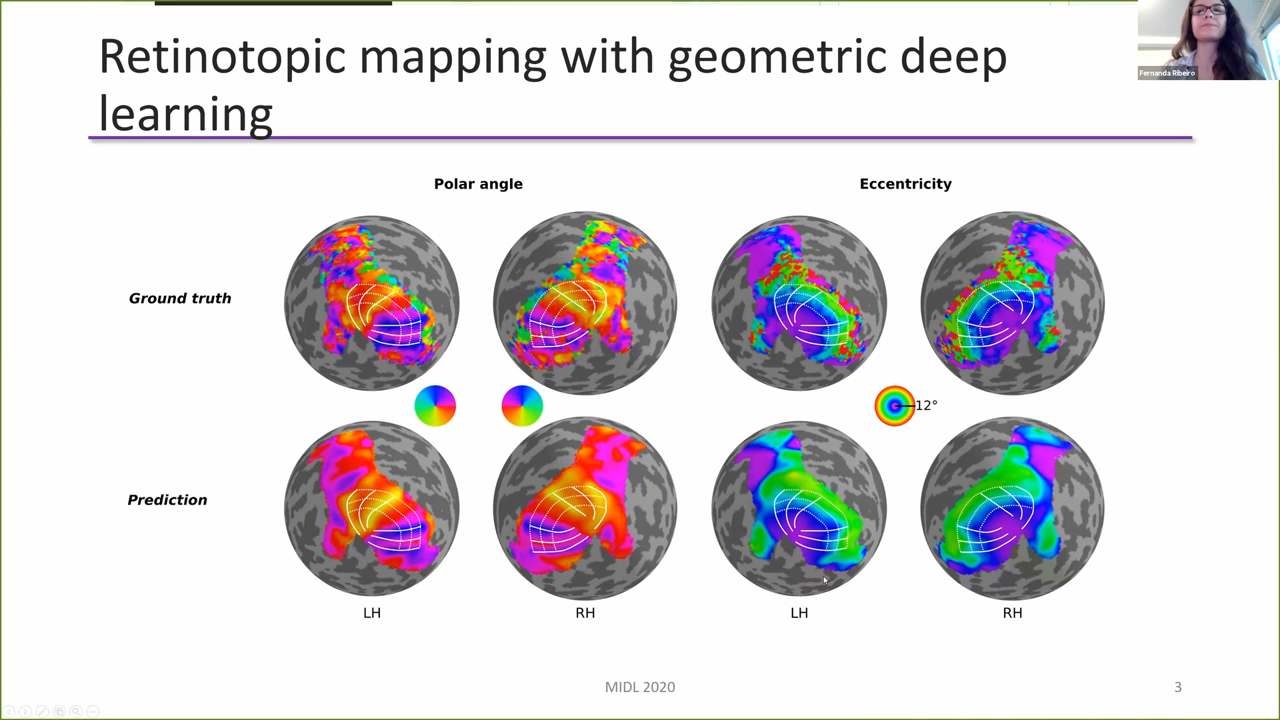 Retinotopic mapping with geometric deep
learning
Fernanda Ribeiro
Polar angle
Eccentricity
Ground truth
12°
Prediction
LH
RH
LH
RH
MIDL 2020
3